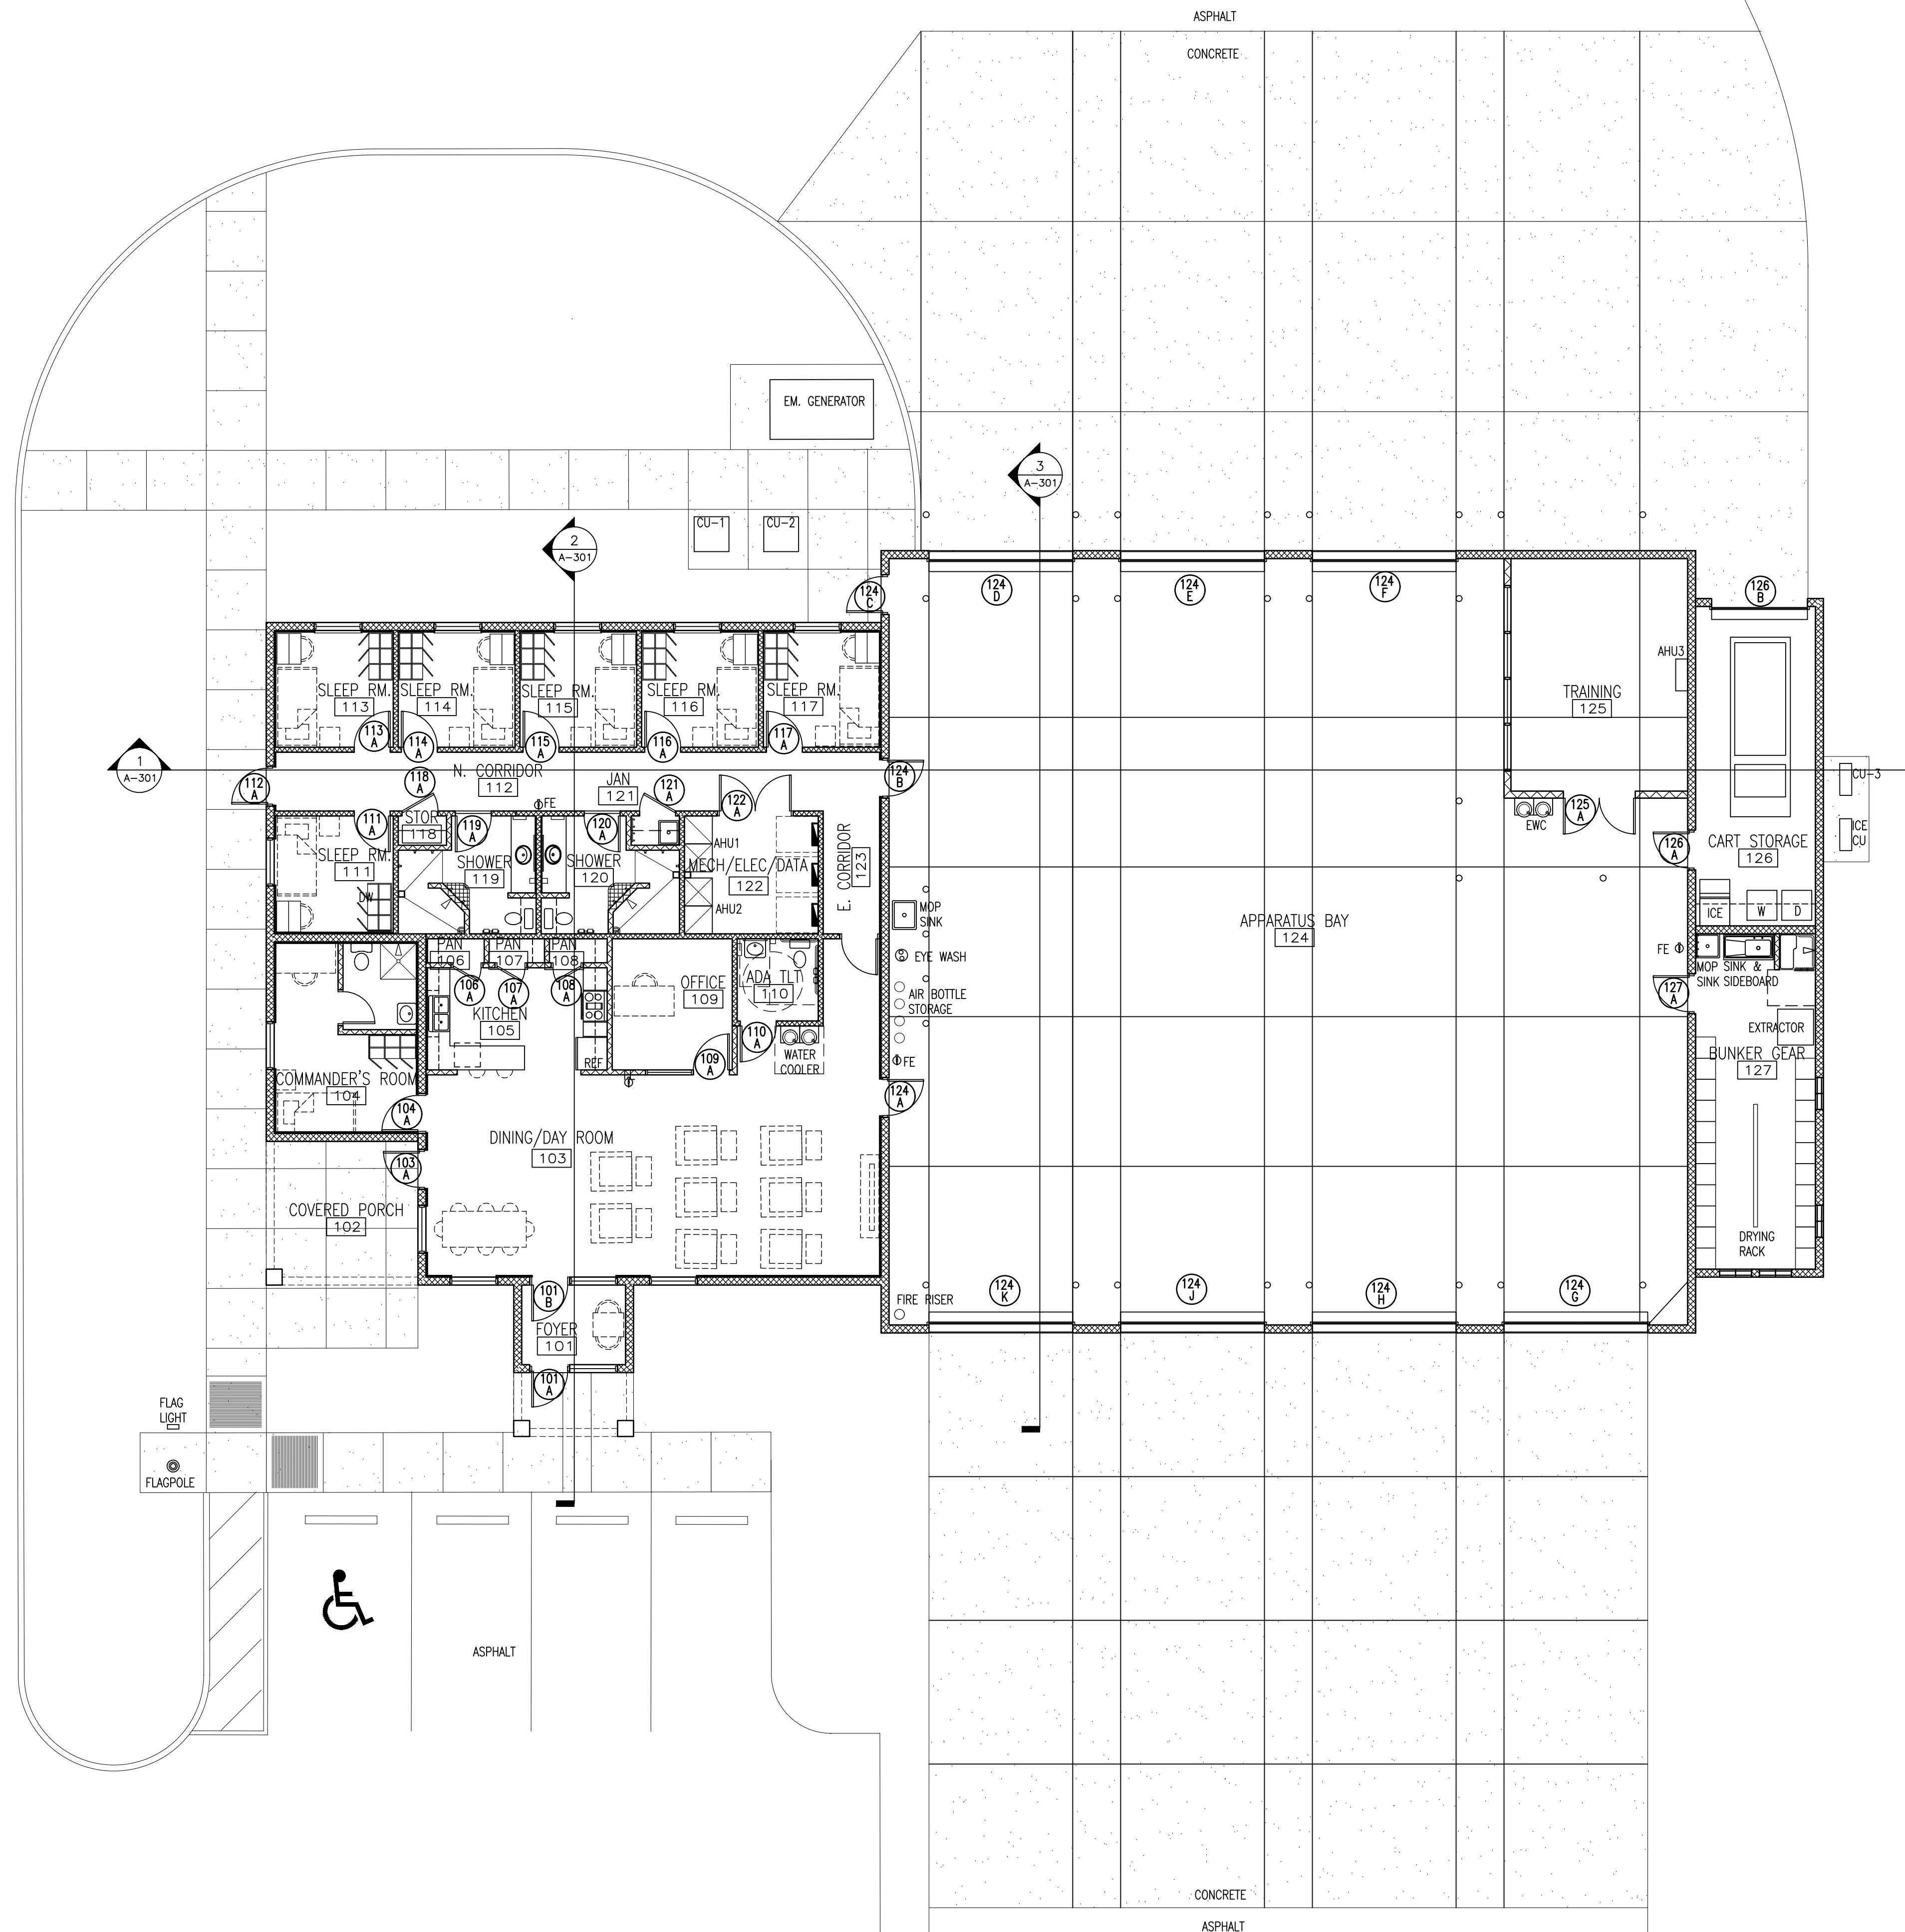 ASPHALT
CONCRETE
EM. GENERATOR
3
A-301
CU-1
CU-2
2
A-301
124
C
124
D
124
E
124
F
126
B
AHU3
SLEEP RM.
113
SLEEP RM.
114
SLEEP RM.
115
SLEEP RM.
116
SLEEP RM.
117
TRAINING
125
113
A
114
A
115
A
116
A
117
A
1
A-301
112
A
118
A
N. CORRIDOR
112
JAN
121
121
A
122
A
124
B
CU-3
FE
STOR
118
111
A
119
A
120
A
125
A
EWC
ICE
CU
SLEEP RM.
111
DW
SHOWER
119
SHOWER
120
AHU1
MECH/ELEC/DATA
122
AHU2
E. CORRIDOR
123
126
A
CART STORAGE
126
ICE
W
D
MOP
SINK
APPARATUS BAY
124
EYE WASH
FE
MOP
SINK
SINK &
SIDEBOARD
PAN
106
PAN
107
PAN
108
106
A
107
A
108
A
KITCHEN
105
REF
OFFICE
109
ADA TLT
110
110
A
109
A
WATER
COOLER
AIR BOTTLE
STORAGE
FE
127
A
EXTRACTOR
BUNKER GEAR
127
COMMANDER'S ROOM
104
104
A
124
A
DINING/DAY ROOM
103
103
A
COVERED PORCH
102
DRYING
RACK
101
B
FOYER
101
101
A
FIRE RISER
124
K
124
J
124
H
124
G
FLAG
LIGHT
FLAGPOLE
ASPHALT
CONCRETE
ASPHALT